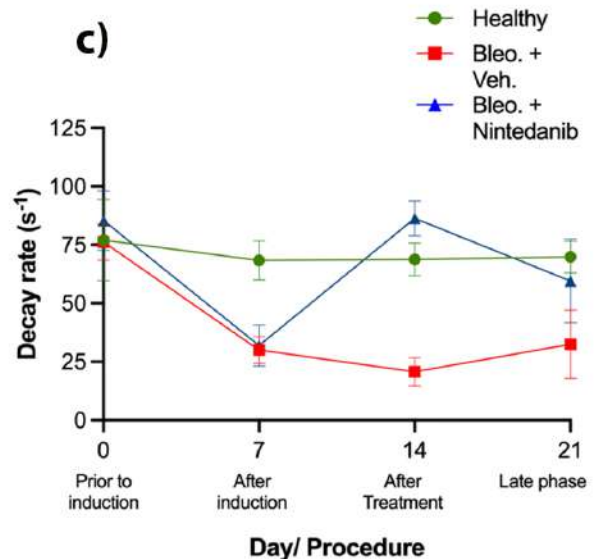 c)
Healthy
Bleo. +
Veh.
Bleo. +
Nintedanib
125
100
75
50
25
0
Decay rate (s⁻¹)
0
7
14
21
Prior to
induction
After
induction
After
Treatment
Late phase
Day/ Procedure